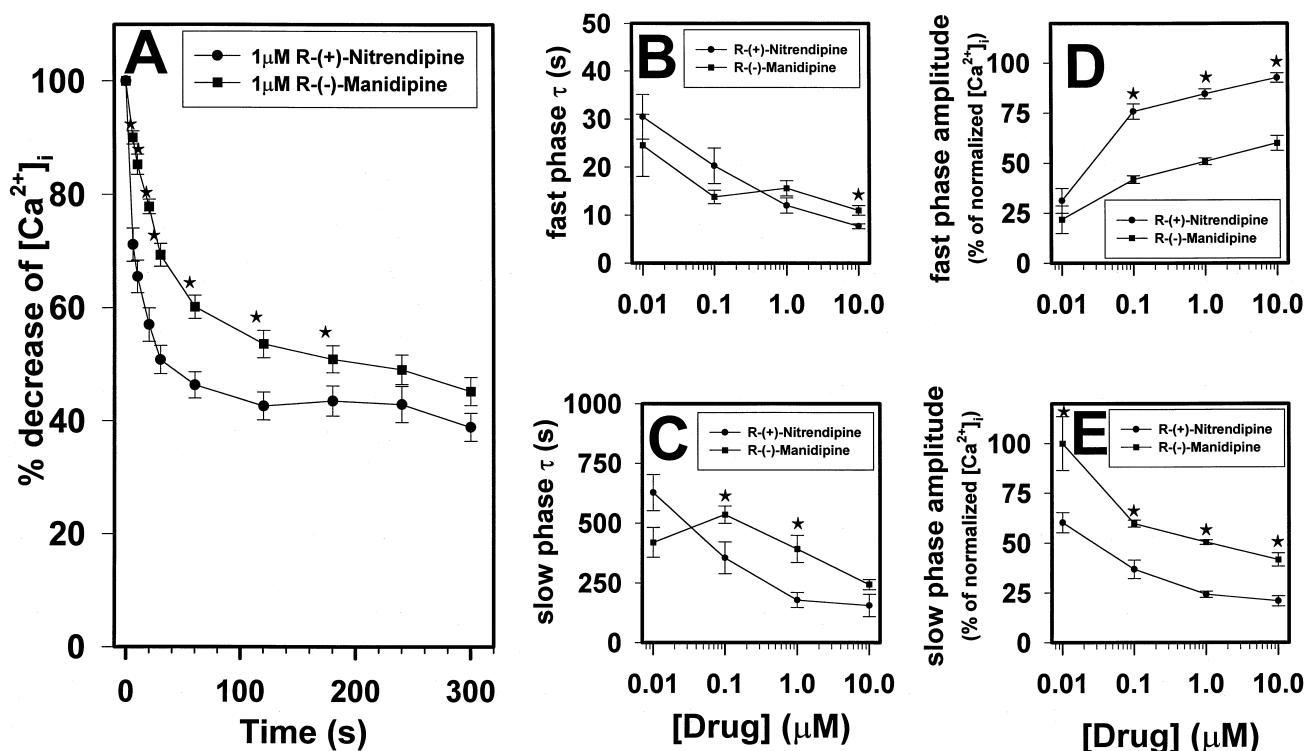 A
1μM R-(+)-Nitrendipine
1μM R-(-)-Manidipine
% decrease of [Ca2+]i
100
80
60
40
20
0
0
100
200
300
Time (s)
B
R-(+)-Nitrendipine
R-(-)-Manidipine
fast phase τ (s)
50
40
30
20
10
0
0.01
0.1
1.0
10.0
D
fast phase amplitude
(% of normalized [Ca2+]i)
100
75
50
25
0
R-(+)-Nitrendipine
R-(-)-Manidipine
0.01
0.1
1.0
10.0
C
R-(+)-Nitrendipine
R-(-)-Manidipine
slow phase τ (s)
1000
750
500
250
0
0.01
0.1
1.0
10.0
[Drug] (μM)
E
R-(+)-Nitrendipine
R-(-)-Manidipine
slow phase amplitude
(% of normalized [Ca2+]i)
100
75
50
25
0
0.01
0.1
1.0
10.0
[Drug] (μM)